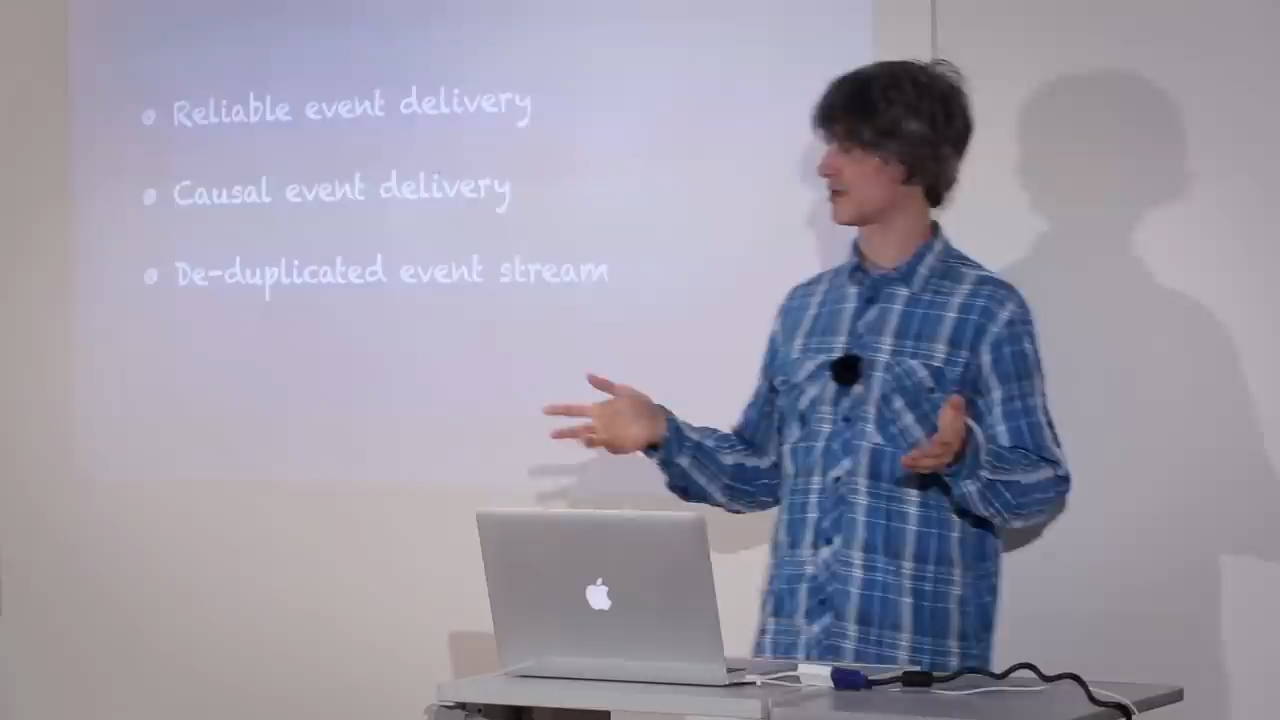 • Reliable event delivery
• Causal event delivery
• De-duplicated event stream